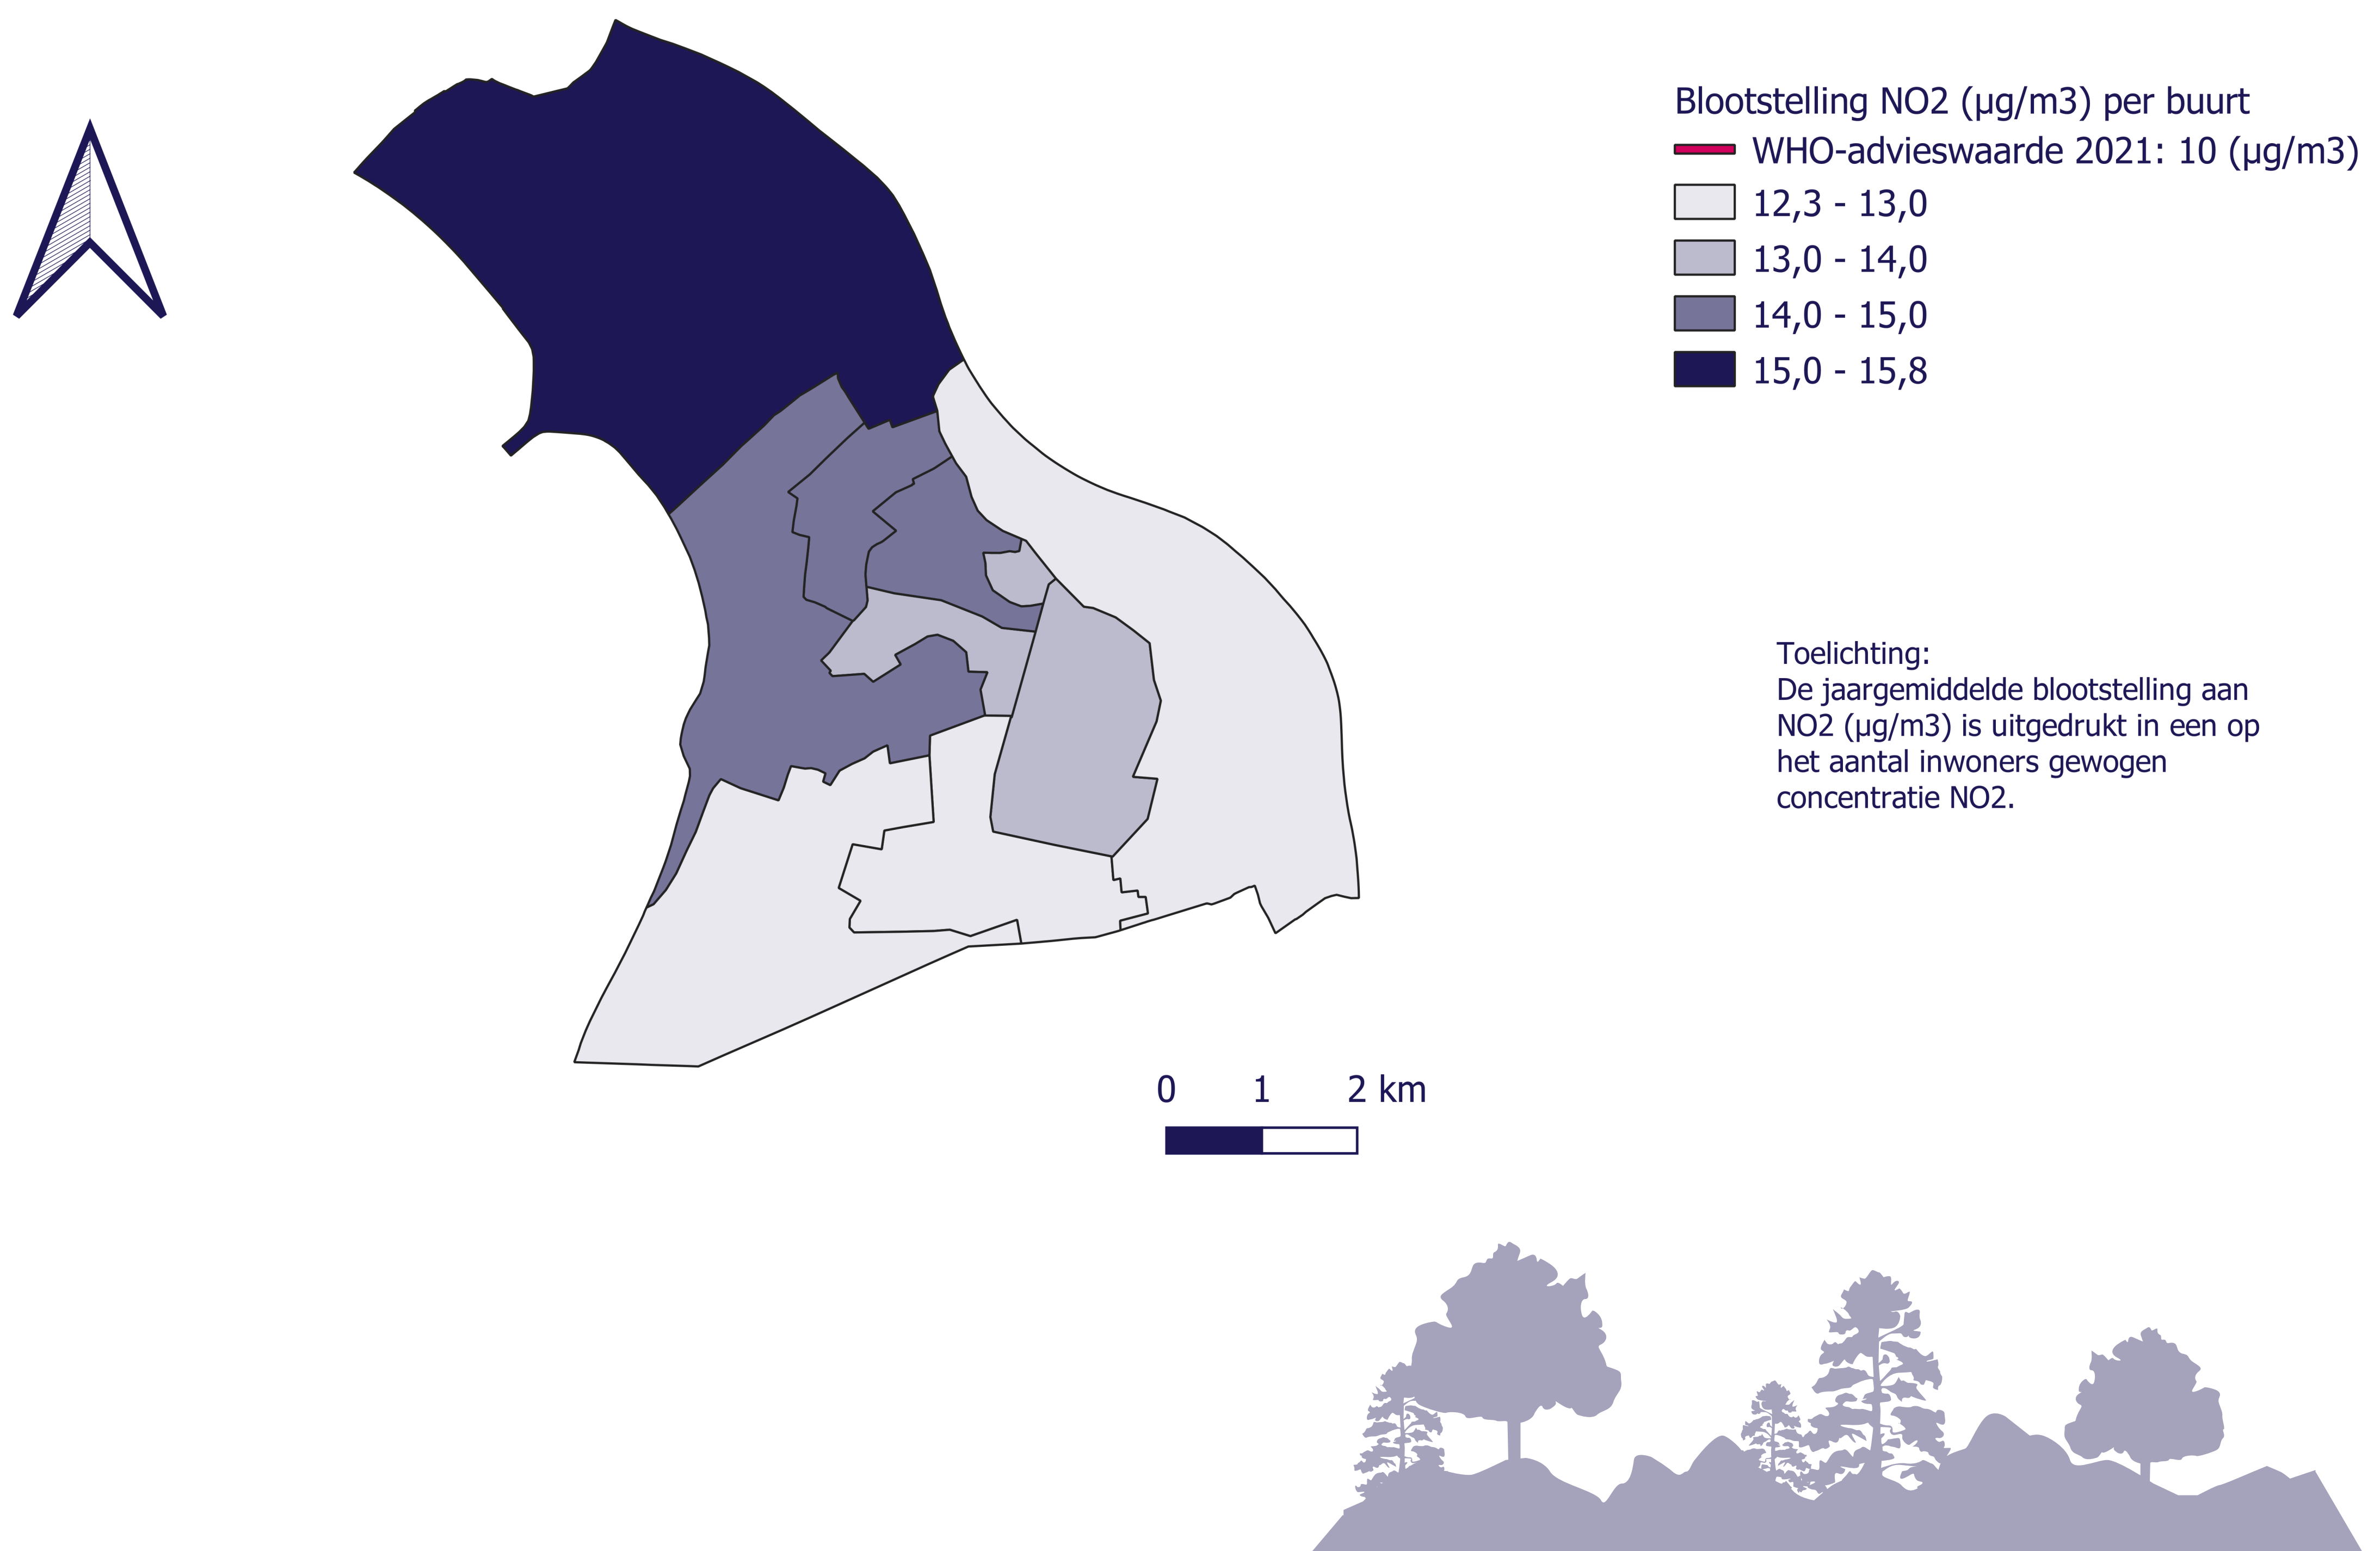 Blootstelling NO2 (µg/m3) per buurt
WHO-advieswaarde 2021: 10 (µg/m3)
12,3 - 13,0
13,0 - 14,0
14,0 - 15,0
15,0 - 15,8
Toelichting:
De jaargemiddelde blootstelling aan
NO2 (µg/m3) is uitgedrukt in een op
het aantal inwoners gewogen
concentratie NO2.
0 1 2 km